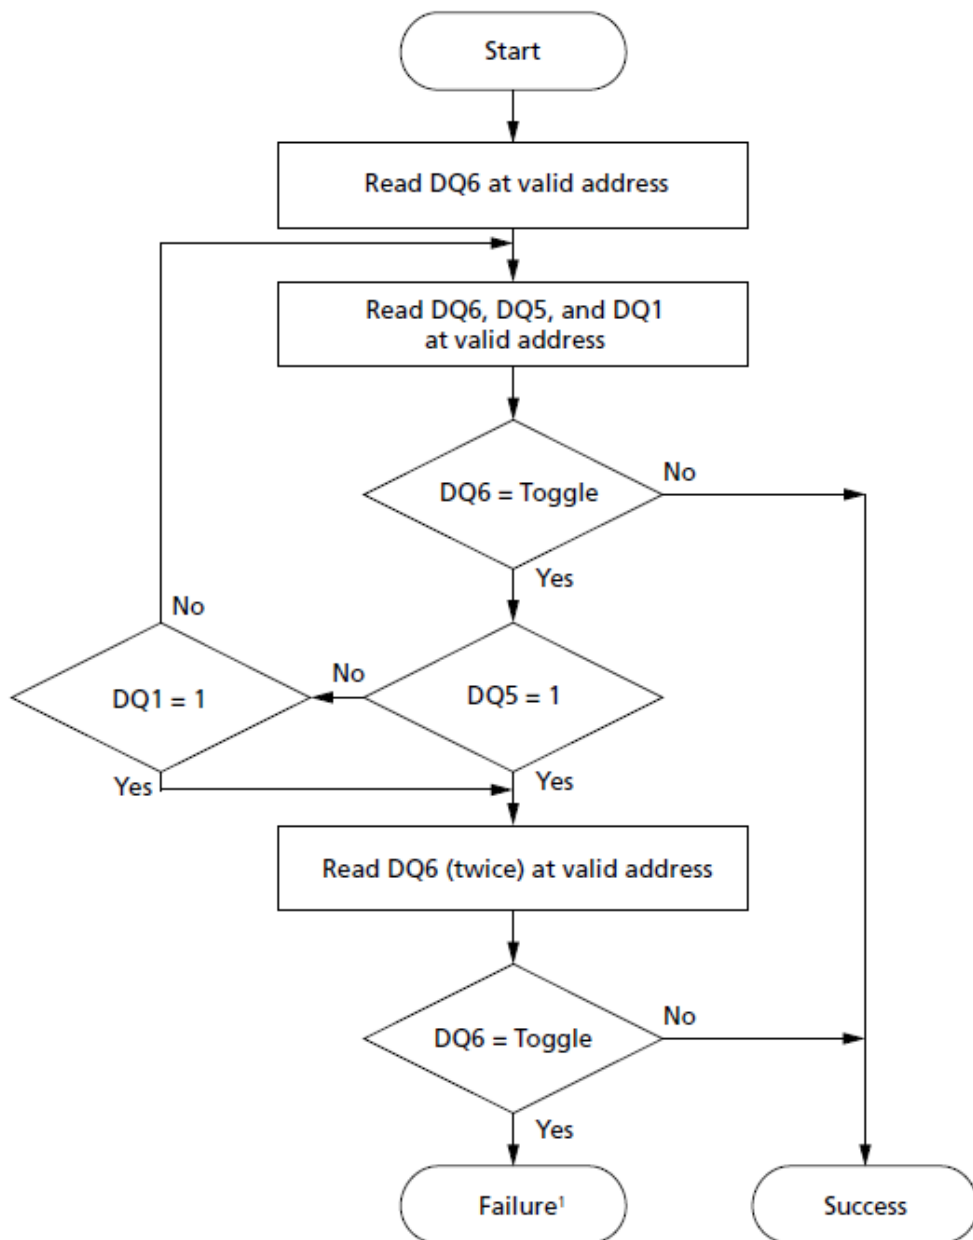 Start
Read DQ6 at valid address
Read DQ6, DQ5, and DQ1
at valid address
DQ6 = Toggle
No
Yes
No
DQ1 = 1
No
DQ5 = 1
Yes
Yes
Read DQ6 (twice) at valid address
DQ6 = Toggle
No
Yes
Failure¹
Success